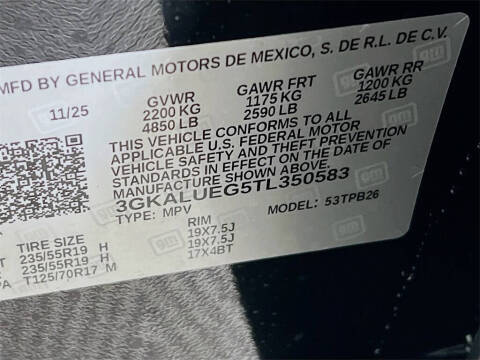 MFD BY GENERAL MOTORS DE MEXICO, S. DE R.L. DE C.V.
11/25 GVWR GAWR FRT GAWR RR
2200 KG 1175 KG 1200 KG
4850 LB 2590 LB 2645 LB
THIS VEHICLE CONFORMS TO ALL
APPLICABLE U.S. FEDERAL MOTOR
VEHICLE SAFETY AND THEFT PREVENTION
STANDARDS IN EFFECT ON THE DATE OF
3GKALUEG5TL350583
TYPE: MPV MODEL: 53TPB26
TIRE SIZE RIM
235/55R19 H 19X7.5J
235/55R19 H 19X7.5J
T125/70R17 M 17X4BT
gm